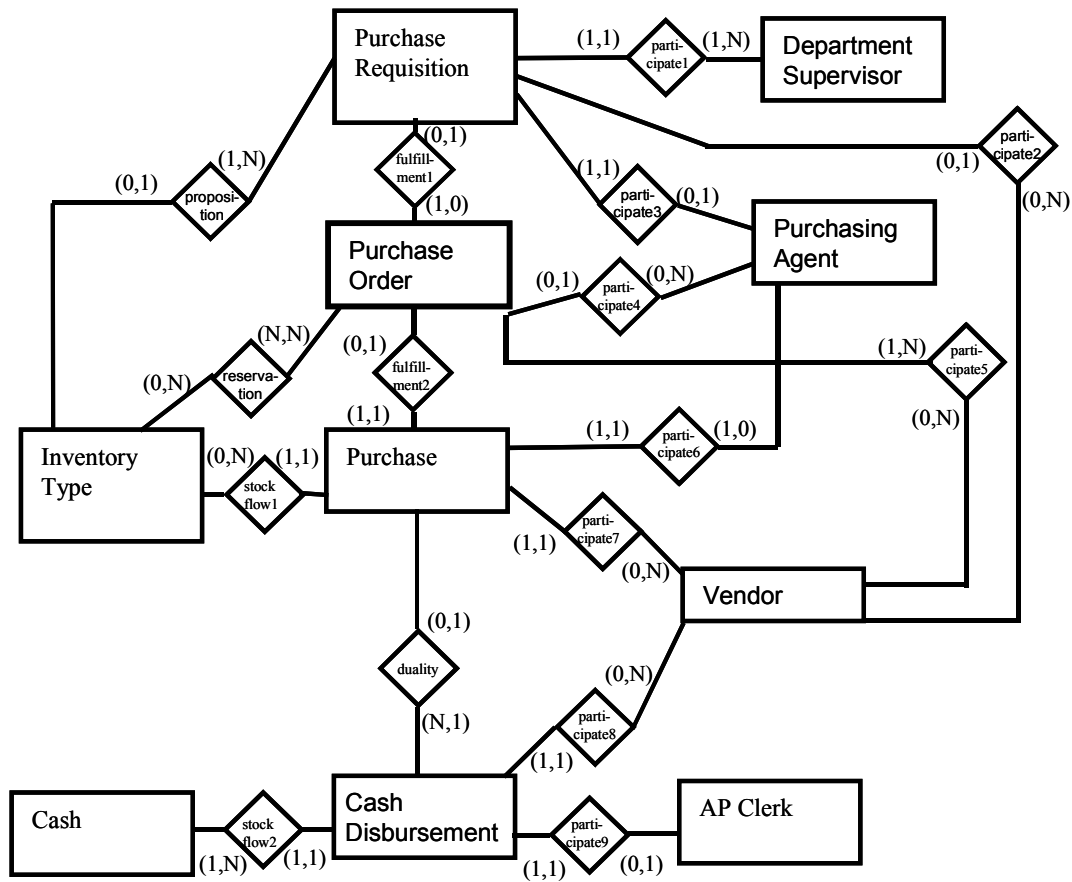 Purchase
Requisition
(1,1)
parti-
cipate1
(1,N)
Department
Supervisor
(0,1)
fulfill-
ment1
(1,0)
(0,1)
proposi-
tion
(1,N)
(0,1)
parti-
cipate2
(0,N)
(1,1)
parti-
cipate3
(0,1)
Purchase
Order
Purchasing
Agent
(0,1)
parti-
cipate4
(0,N)
(N,N)
reserva-
tion
(0,N)
(0,1)
fulfill-
ment2
(1,1)
(1,N)
parti-
cipate5
(0,N)
Inventory
Type
(0,N)
stock
flow1
(1,1)
Purchase
(1,1)
parti-
cipate6
(1,0)
(1,1)
parti-
cipate7
(0,N)
Vendor
(0,1)
duality
(N,1)
(0,N)
parti-
cipate8
(1,1)
Cash
stock
flow2
(1,N)
(1,1)
Cash
Disbursement
parti-
cipate9
(1,1)
(0,1)
AP Clerk